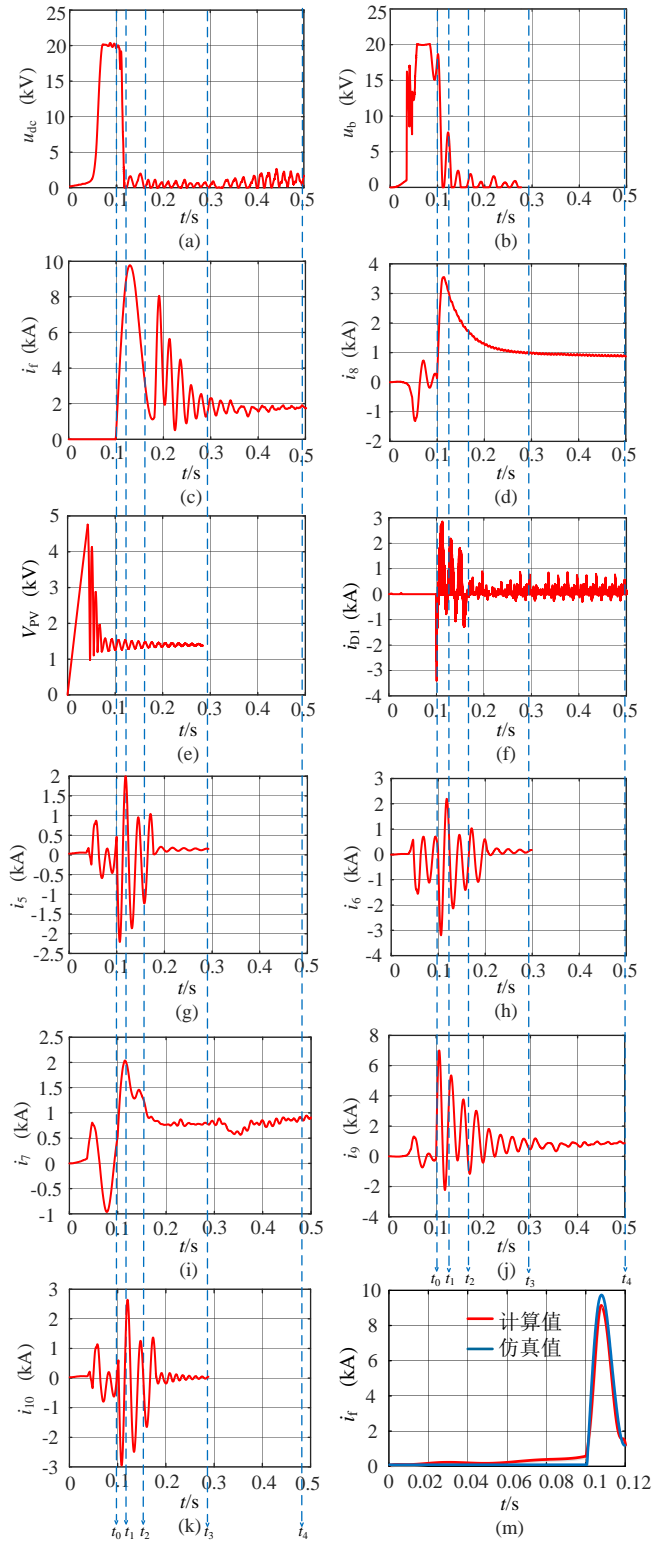 25
20
15
10
5
0
u_dc (kV)
0 0.1 0.2 0.3 0.4 0.5
t/s
(a)
25
20
15
10
5
0
u_b (kV)
0 0.1 0.2 0.3 0.4 0.5
t/s
(b)
10
8
6
4
2
0
i_f (kA)
0 0.1 0.2 0.3 0.4 0.5
t/s
(c)
4
3
2
1
0
-1
-2
i_8 (kA)
0 0.1 0.2 0.3 0.4 0.5
t/s
(d)
5
4
3
2
1
0
V_PV (kV)
0 0.1 0.2 0.3 0.4 0.5
t/s
(e)
3
2
1
0
-1
-2
-3
-4
i_D1 (kA)
0 0.1 0.2 0.3 0.4 0.5
t/s
(f)
2
1
0.5
0
-0.5
-1
-1.5
-2
-2.5
i_5 (kA)
0 0.1 0.2 0.3 0.4 0.5
t/s
(g)
3
2
1
0
-1
-2
-3
-4
i_6 (kA)
0 0.1 0.2 0.3 0.4 0.5
t/s
(h)
2.5
2
1.5
1
0.5
0
-0.5
-1
i_7 (kA)
0 0.1 0.2 0.3 0.4 0.5
t/s
(i)
8
6
4
2
0
-2
-4
i_9 (kA)
0 0.1 0.2 0.3 0.4 0.5
t/s
(j)
t_0 t_1 t_2 t_3 t_4
3
2
1
0
-1
-2
-3
i_10 (kA)
0 0.1 0.2 0.3 0.4 0.5
t/s
(k)
t_0 t_1 t_2 t_3 t_4
10
8
6
4
2
0
i_f (kA)
计算值
仿真值
0 0.02 0.04 0.06 0.08 0.1 0.12
t/s
(m)